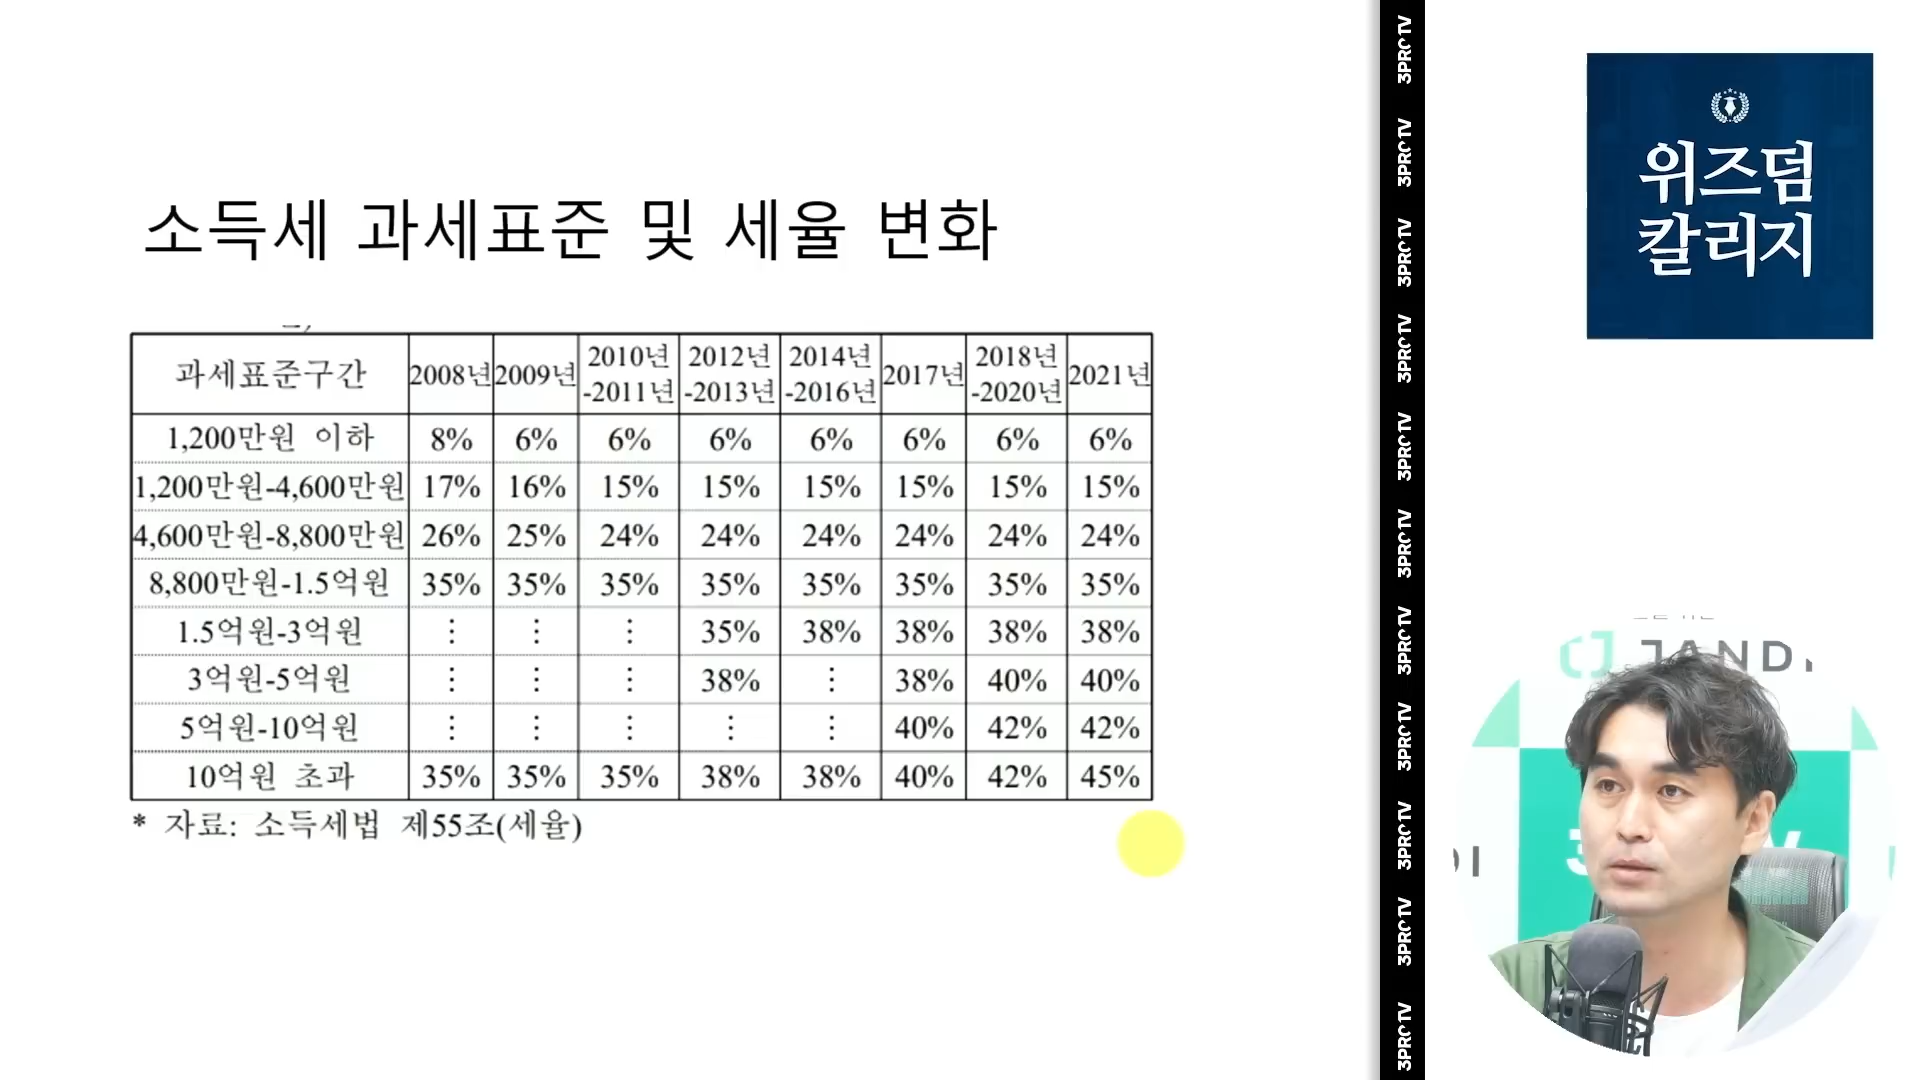 소득세 과세표준 및 세율 변화
과세표준구간 2008년 2009년 2010년-2011년 2012년-2013년 2014년-2016년 2017년 2018년-2020년 2021년
1,200만원 이하 8% 6% 6% 6% 6% 6% 6% 6%
1,200만원-4,600만원 17% 16% 15% 15% 15% 15% 15% 15%
4,600만원-8,800만원 26% 25% 24% 24% 24% 24% 24% 24%
8,800만원-1.5억원 35% 35% 35% 35% 35% 35% 35% 35%
1.5억원-3억원 ⋮ ⋮ ⋮ 35% 38% 38% 38% 38%
3억원-5억원 ⋮ ⋮ ⋮ 38% ⋮ 38% 40% 40%
5억원-10억원 ⋮ ⋮ ⋮ ⋮ ⋮ 40% 42% 42%
10억원 초과 35% 35% 35% 38% 38% 40% 42% 45%
* 자료: 소득세법 제55조(세율)
3PROTV
3PROTV
3PROTV
3PROTV
3PROTV
3PROTV
3PROTV
3PROTV
3PROTV
3PROTV
3PROTV
위즈덤
칼리지
JANDI